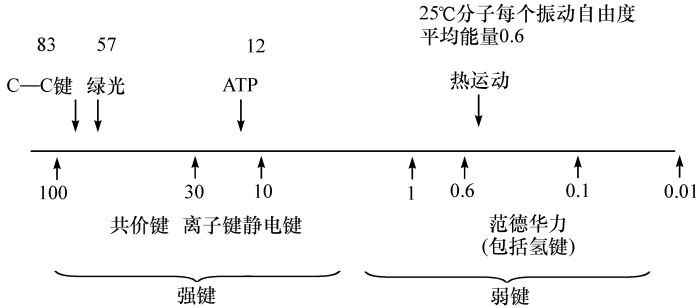 25℃分子每个振动自由度
平均能量0.6
83 57 12
C—C键 绿光 ATP 热运动
100 30 10 1 0.6 0.1 0.01
共价键 离子键静电键 范德华力
(包括氢键)
强键 弱键